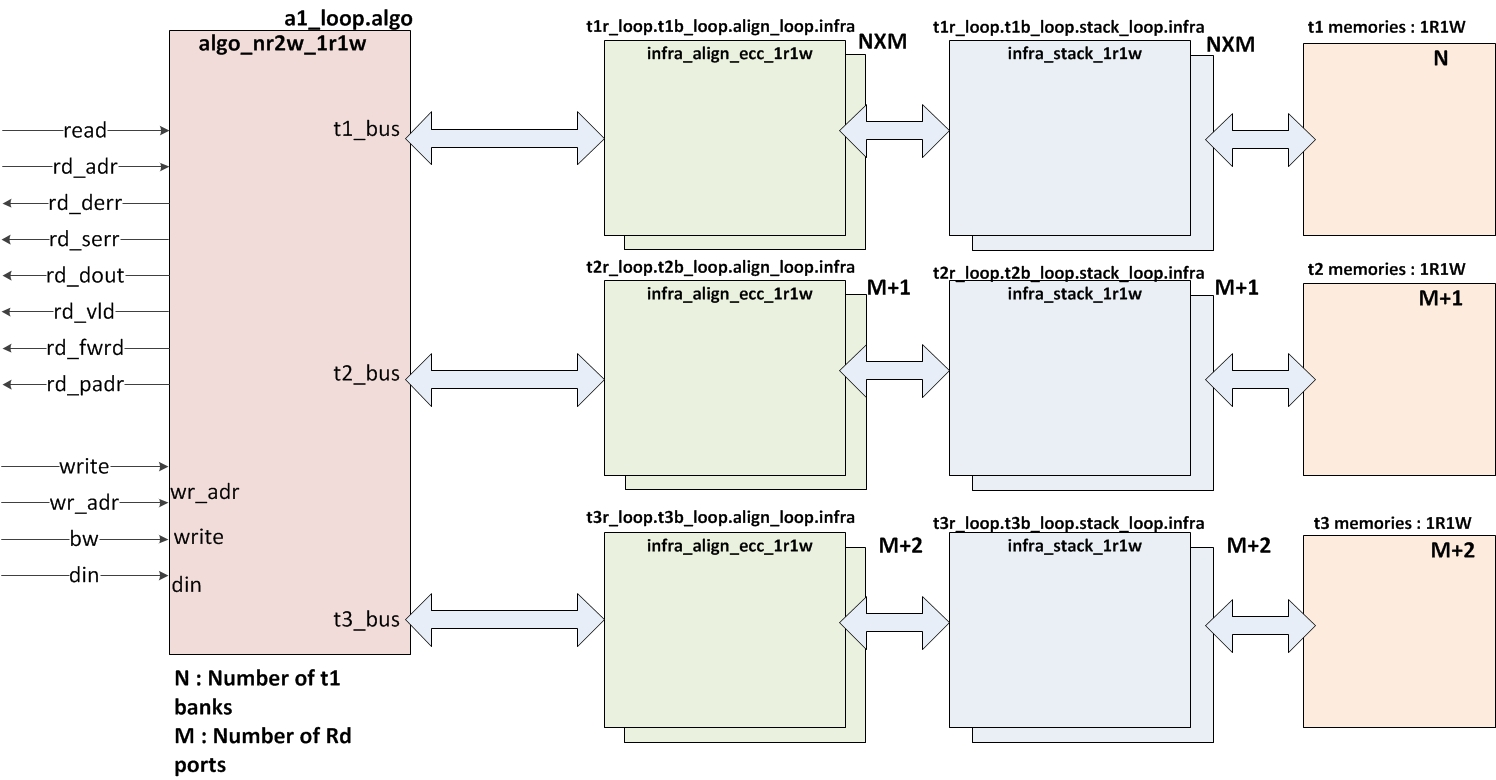 a1_loop.algo
algo_nr2w_1r1w
read
rd_adr
rd_derr
rd_serr
rd_dout
rd_vld
rd_fwrd
rd_padr
write
wr_adr
bw
din
wr_adr
write
din
t1_bus
t2_bus
t3_bus
N : Number of t1
banks
M : Number of Rd
ports
t1r_loop.t1b_loop.align_loop.infra
infra_align_ecc_1r1w
NXM
t1r_loop.t1b_loop.stack_loop.infra
infra_stack_1r1w
NXM
t1 memories : 1R1W
N
t2r_loop.t2b_loop.align_loop.infra
infra_align_ecc_1r1w
M+1
t2r_loop.t2b_loop.stack_loop.infra
infra_stack_1r1w
M+1
t2 memories : 1R1W
M+1
t3r_loop.t3b_loop.align_loop.infra
infra_align_ecc_1r1w
M+2
t3r_loop.t3b_loop.stack_loop.infra
infra_stack_1r1w
M+2
t3 memories : 1R1W
M+2